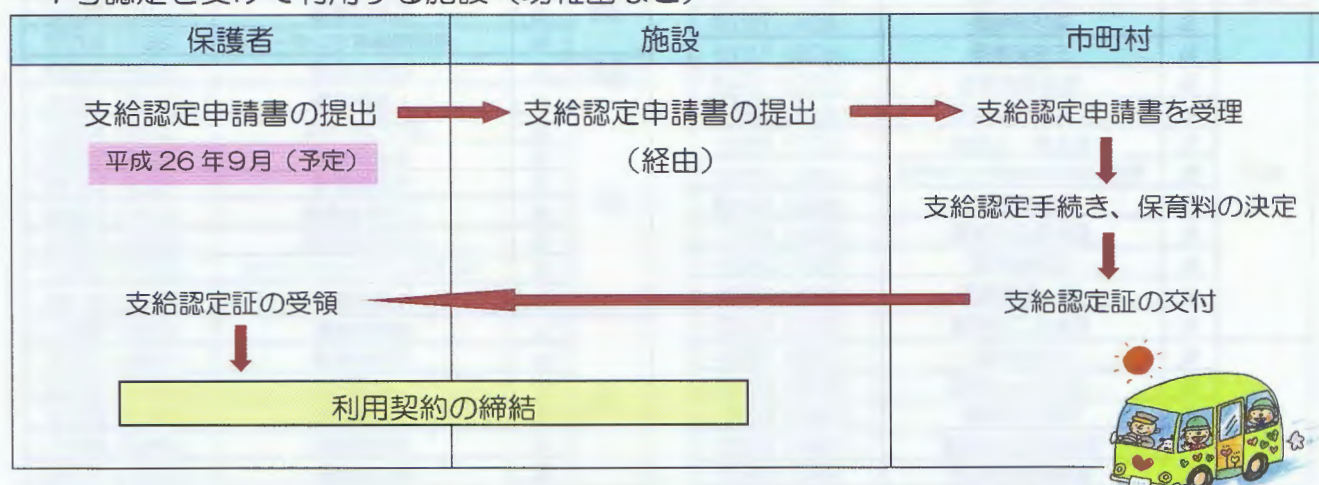 保護者
施設
市町村
支給認定申請書の提出
支給認定申請書の提出
支給認定申請書を受理
平成26年9月（予定）
（経由）
支給認定手続き、保育料の決定
支給認定証の受領
支給認定証の交付
利用契約の締結